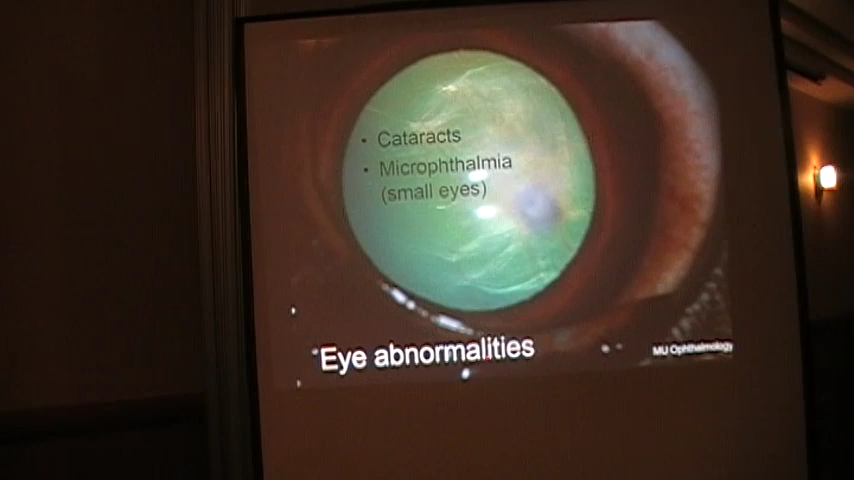 • Cataracts
• Microphthalmia
(small eyes)
Eye abnormalities
MU Ophthalmology